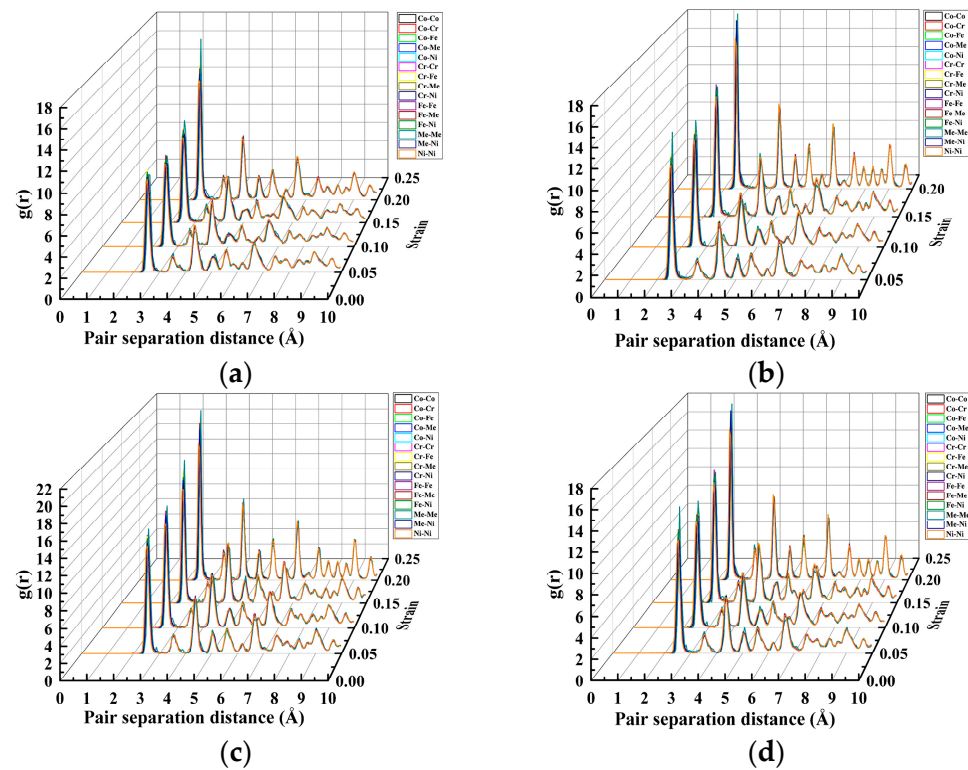 Co-Co
Co-Cr
Co-Fe
Co-Me
Co-Ni
Cr-Cr
Cr-Fe
Cr-Me
Cr-Ni
Fe-Fe
Fe-Me
Fe-Ni
Me-Me
Me-Ni
Ni-Ni
18
16
14
12
10
8
6
4
2
0
g(r)
0 1 2 3 4 5 6 7 8 9 10
Pair separation distance (Å)
0.25
0.20
0.15
0.10
0.05
0.00
Strain
(a)
Co-Co
Co-Cr
Co-Fe
Co-Me
Co-Ni
Cr-Cr
Cr-Fe
Cr-Me
Cr-Ni
Fe-Fe
Fe-Me
Fe-Ni
Me-Me
Me-Ni
Ni-Ni
18
16
14
12
10
8
6
4
2
0
g(r)
0 1 2 3 4 5 6 7 8 9 10
Pair separation distance (Å)
0.20
0.15
0.10
0.05
Strain
(b)
Co-Co
Co-Cr
Co-Fe
Co-Me
Co-Ni
Cr-Cr
Cr-Fe
Cr-Me
Cr-Ni
Fe-Fe
Fe-Me
Fe-Ni
Me-Me
Me-Ni
Ni-Ni
22
20
18
16
14
12
10
8
6
4
2
0
g(r)
0 1 2 3 4 5 6 7 8 9 10
Pair separation distance (Å)
0.25
0.20
0.15
0.10
0.05
0.00
Strain
(c)
Co-Co
Co-Cr
Co-Fe
Co-Me
Co-Ni
Cr-Cr
Cr-Fe
Cr-Me
Cr-Ni
Fe-Fe
Fe-Me
Fe-Ni
Me-Me
Me-Ni
Ni-Ni
18
16
14
12
10
8
6
4
2
0
g(r)
0 1 2 3 4 5 6 7 8 9 10
Pair separation distance (Å)
0.25
0.20
0.15
0.10
0.05
0.00
Strain
(d)